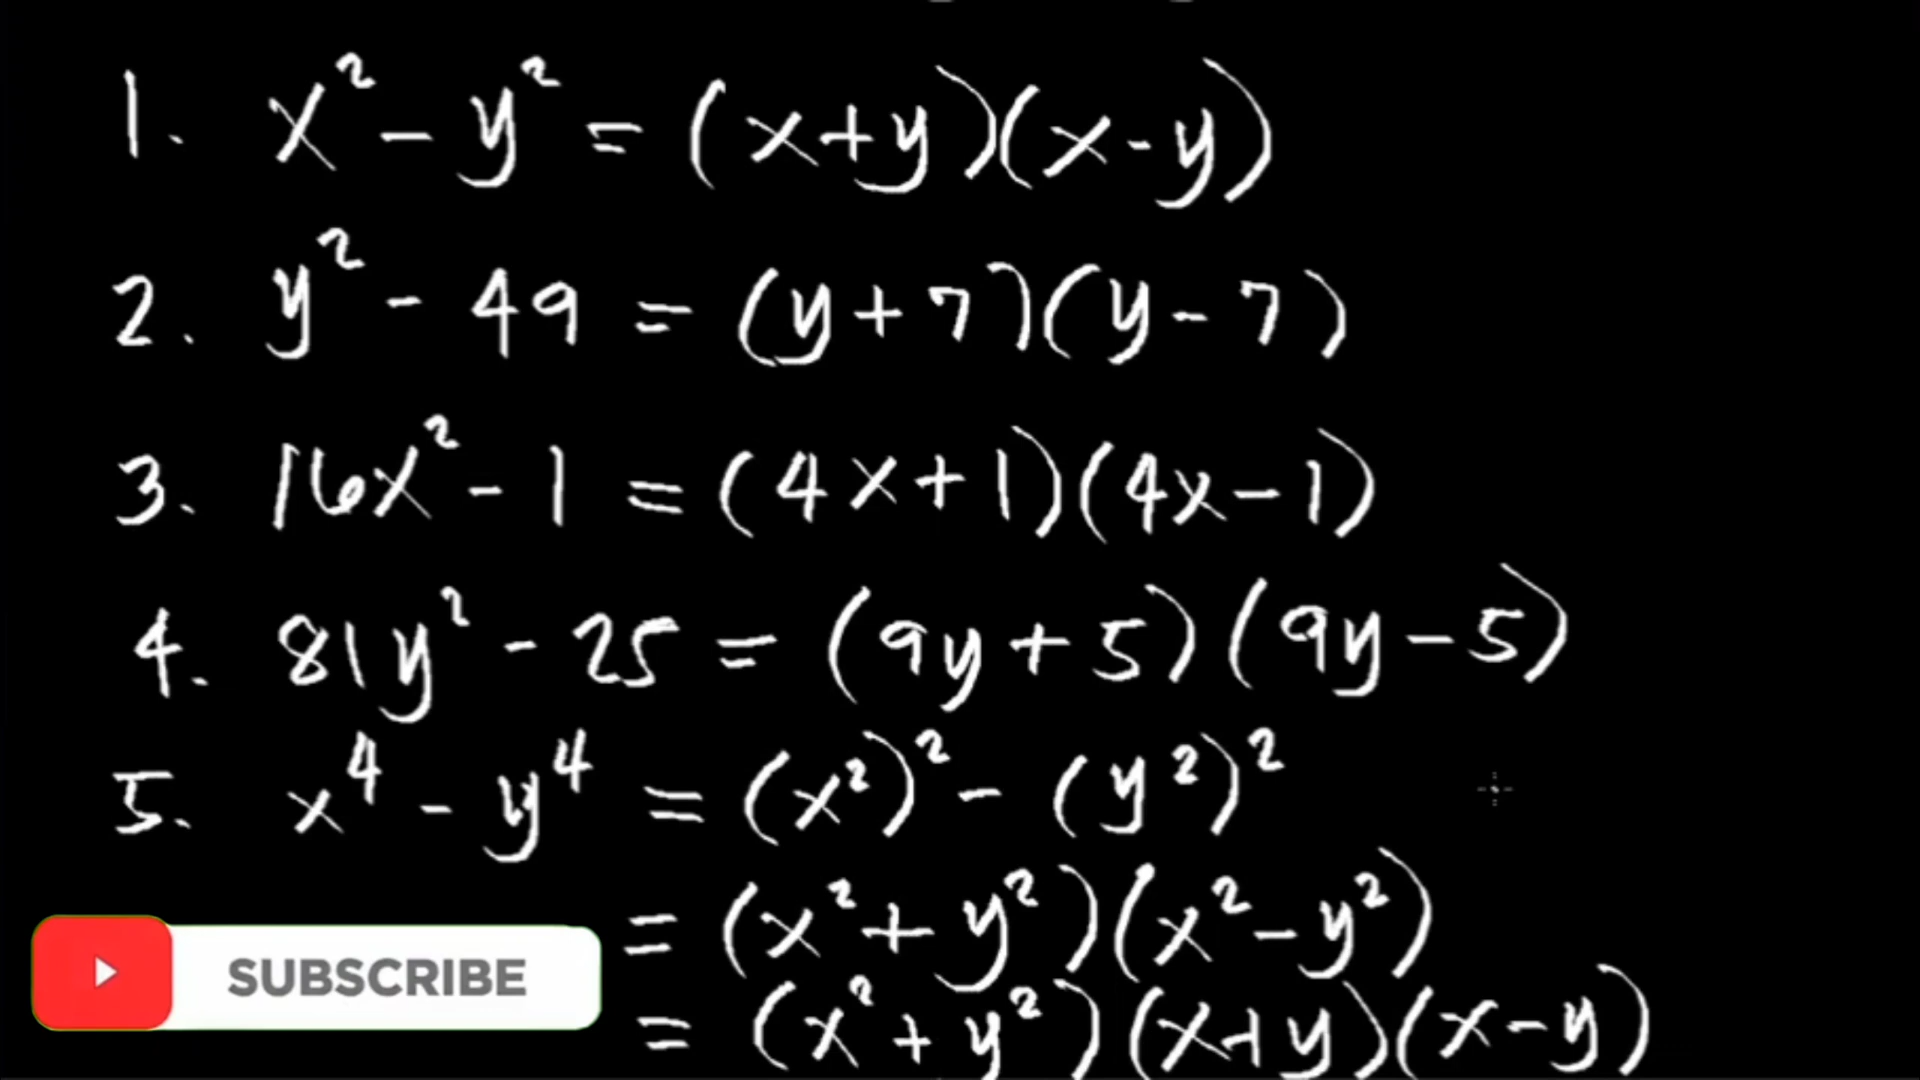 1. x² - y² = (x+y)(x-y)
2. y² - 49 = (y+7)(y-7)
3. 16x² - 1 = (4x+1)(4x-1)
4. 81y² - 25 = (9y+5)(9y-5)
5. x⁴ - y⁴ = (x²)² - (y²)²
= (x²+y²)(x²-y²)
SUBSCRIBE
= (x²+y²)(x+y)(x-y)